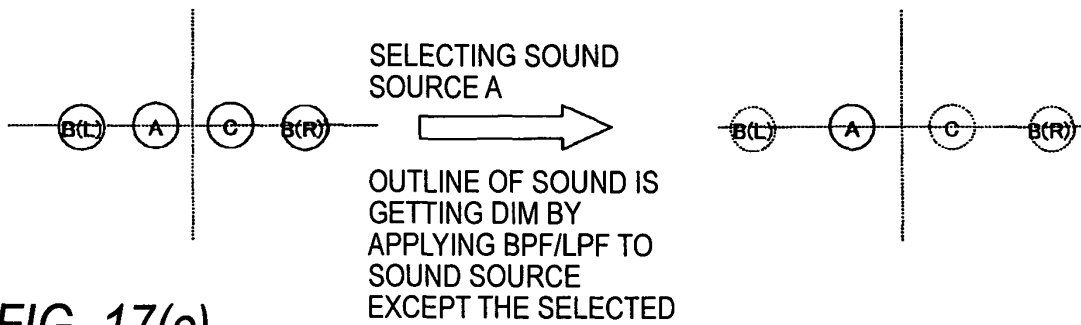 SELECTING SOUND
SOURCE A
B(L) A C B(R)
B(L) A C B(R)
OUTLINE OF SOUND IS
GETTING DIM BY
APPLYING BPF/LPF TO
SOUND SOURCE
EXCEPT THE SELECTED